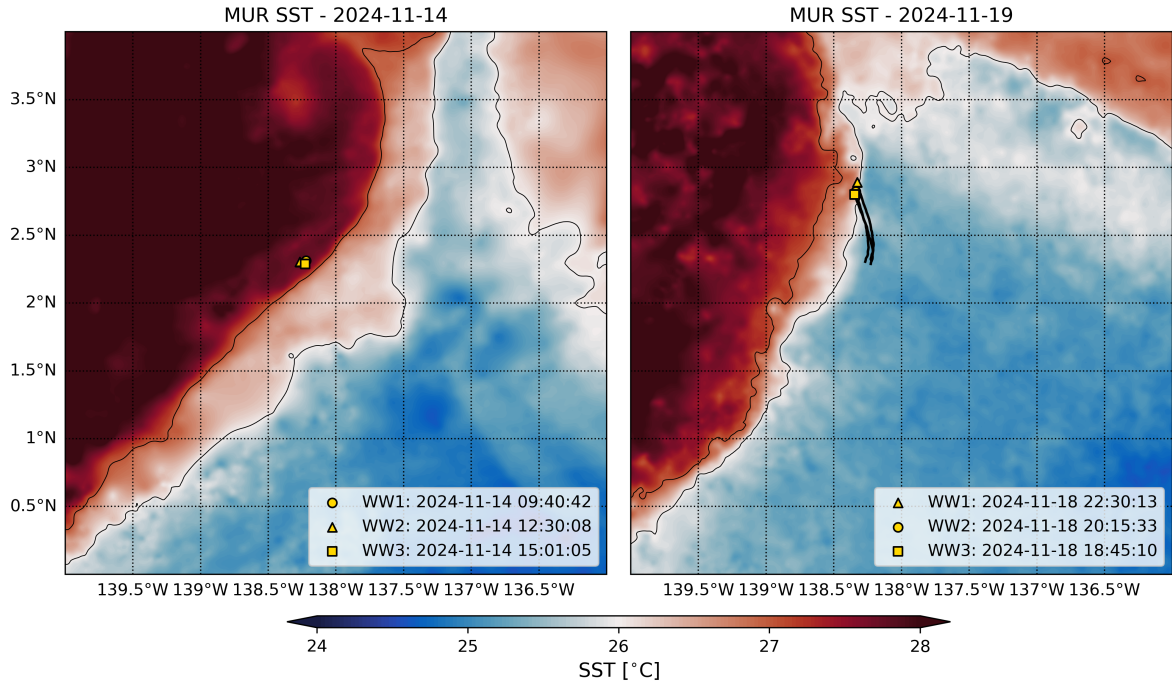 MUR SST - 2024-11-14
MUR SST - 2024-11-19
3.5°N
3°N
2.5°N
2°N
1.5°N
1°N
0.5°N
WW1: 2024-11-14 09:40:42
WW2: 2024-11-14 12:30:08
WW3: 2024-11-14 15:01:05
WW1: 2024-11-18 22:30:13
WW2: 2024-11-18 20:15:33
WW3: 2024-11-18 18:45:10
139.5°W 139°W 138.5°W 138°W 137.5°W 137°W 136.5°W
139.5°W 139°W 138.5°W 138°W 137.5°W 137°W 136.5°W
24 25 26 27 28
SST [°C]